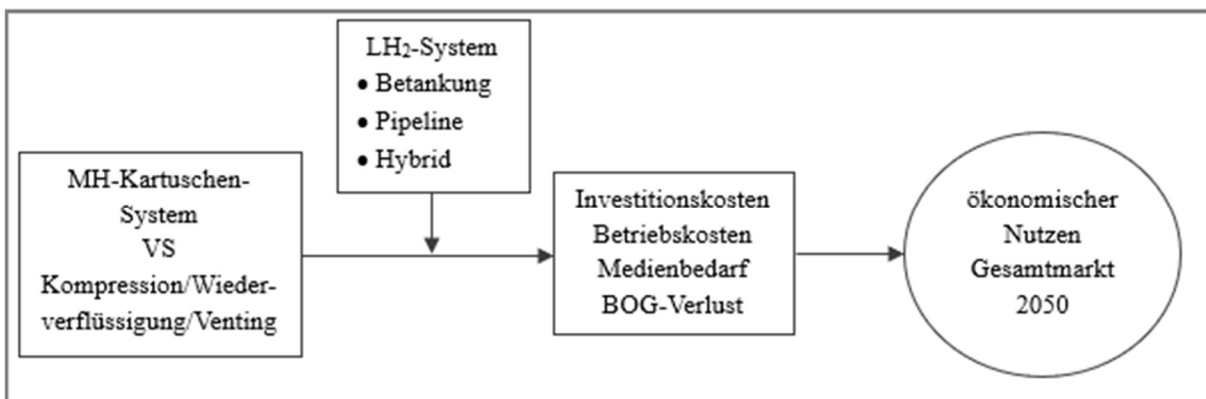 LH₂-System
• Betankung
• Pipeline
• Hybrid
MH-Kartuschen-
System
VS
Kompression/Wieder-
verflüssigung/Venting
Investitionskosten
Betriebskosten
Medienbedarf
BOG-Verlust
ökonomischer
Nutzen
Gesamtmarkt
2050